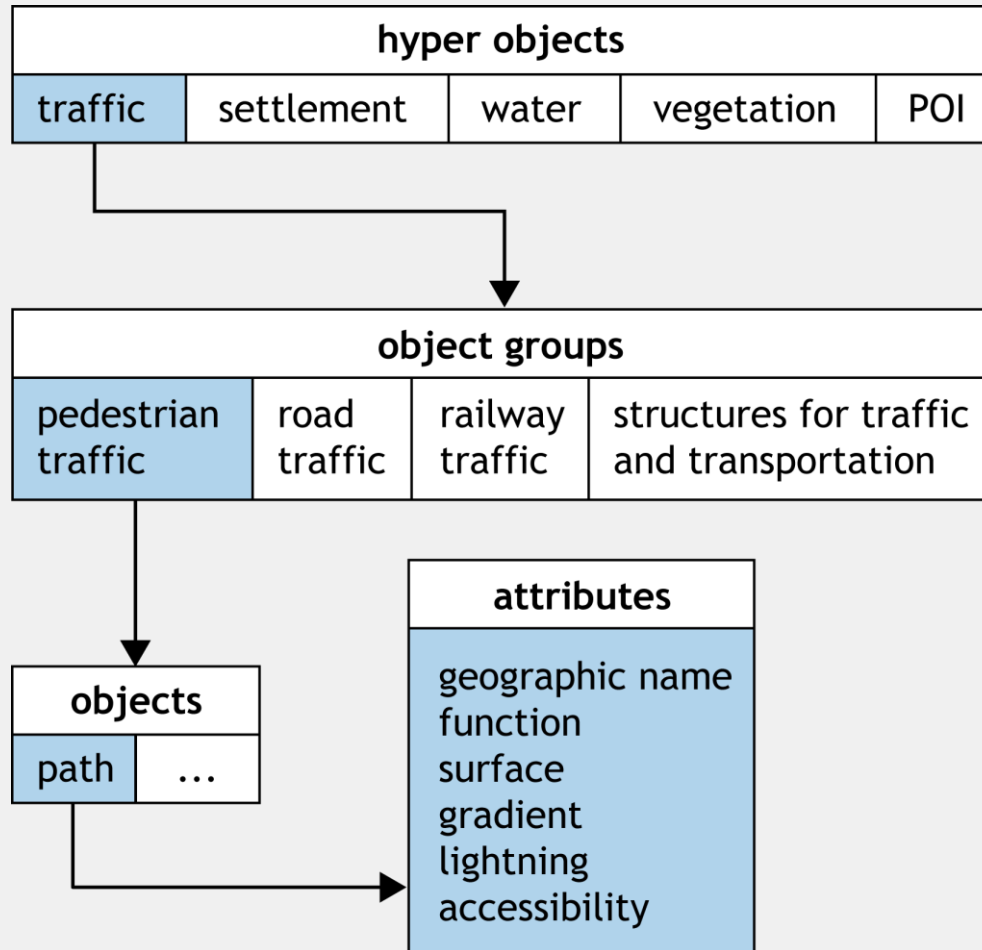 hyper objects
traffic settlement water vegetation POI
object groups
pedestrian traffic
road traffic
railway traffic
structures for traffic and transportation
attributes
geographic name
function
surface
gradient
lightning
accessibility
objects
path ...